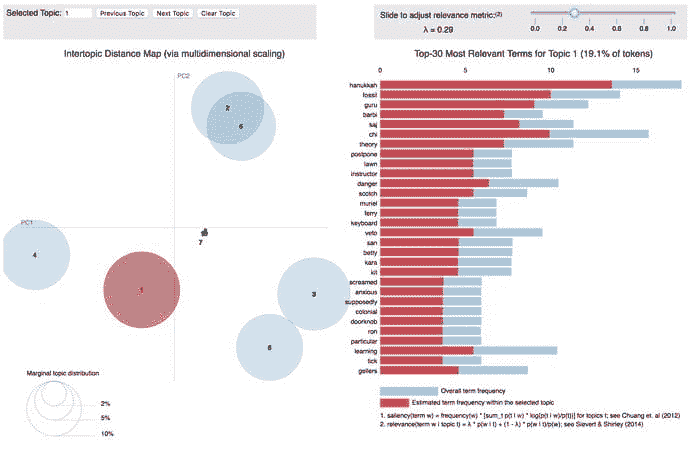 Selected Topic: 1 Previous Topic Next Topic Clear Topic
Slide to adjust relevance metric:(2)
λ = 0.29
0.0 0.2 0.4 0.6 0.8 1.0
Intertopic Distance Map (via multidimensional scaling)
PC2
PC1
2
6
7
4
1
3
Marginal topic distribution
2%
5%
10%
Top-30 Most Relevant Terms for Topic 1 (19.1% of tokens)
0 5 10 15
hanukkah
fossil
guru
barbi
saj
chi
theory
postpone
lawn
instructor
danger
scotch
muriel
keyboard
veto
san
betty
kara
kit
screamed
anxious
supposedly
colonial
doorknob
ron
particular
learning
tick
gellers
Overall term frequency
Estimated term frequency within the selected topic
1. saliency(term w) = frequency(w) * [sum_t p(t | w) * log(p(t | w)/p(t))] for topics t; see Chuang et. al (2012)
2. relevance(term w | topic t) = λ * p(w | t) + (1 - λ) * p(w | t)/p(w); see Sievert & Shirley (2014)